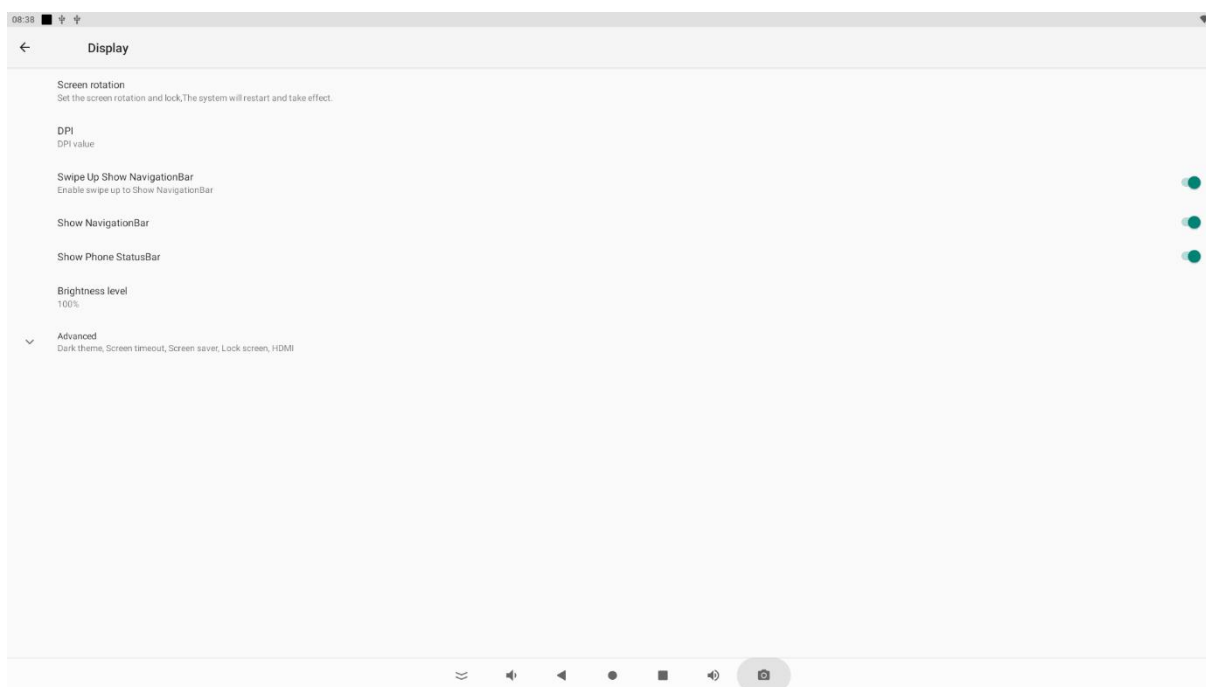 08:38
Display
Screen rotation
Set the screen rotation and lock,The system will restart and take effect.
DPI
DPI value
Swipe Up Show NavigationBar
Enable swipe up to Show NavigationBar
Show NavigationBar
Show Phone StatusBar
Brightness level
100%
Advanced
Dark theme, Screen timeout, Screen saver, Lock screen, HDMI